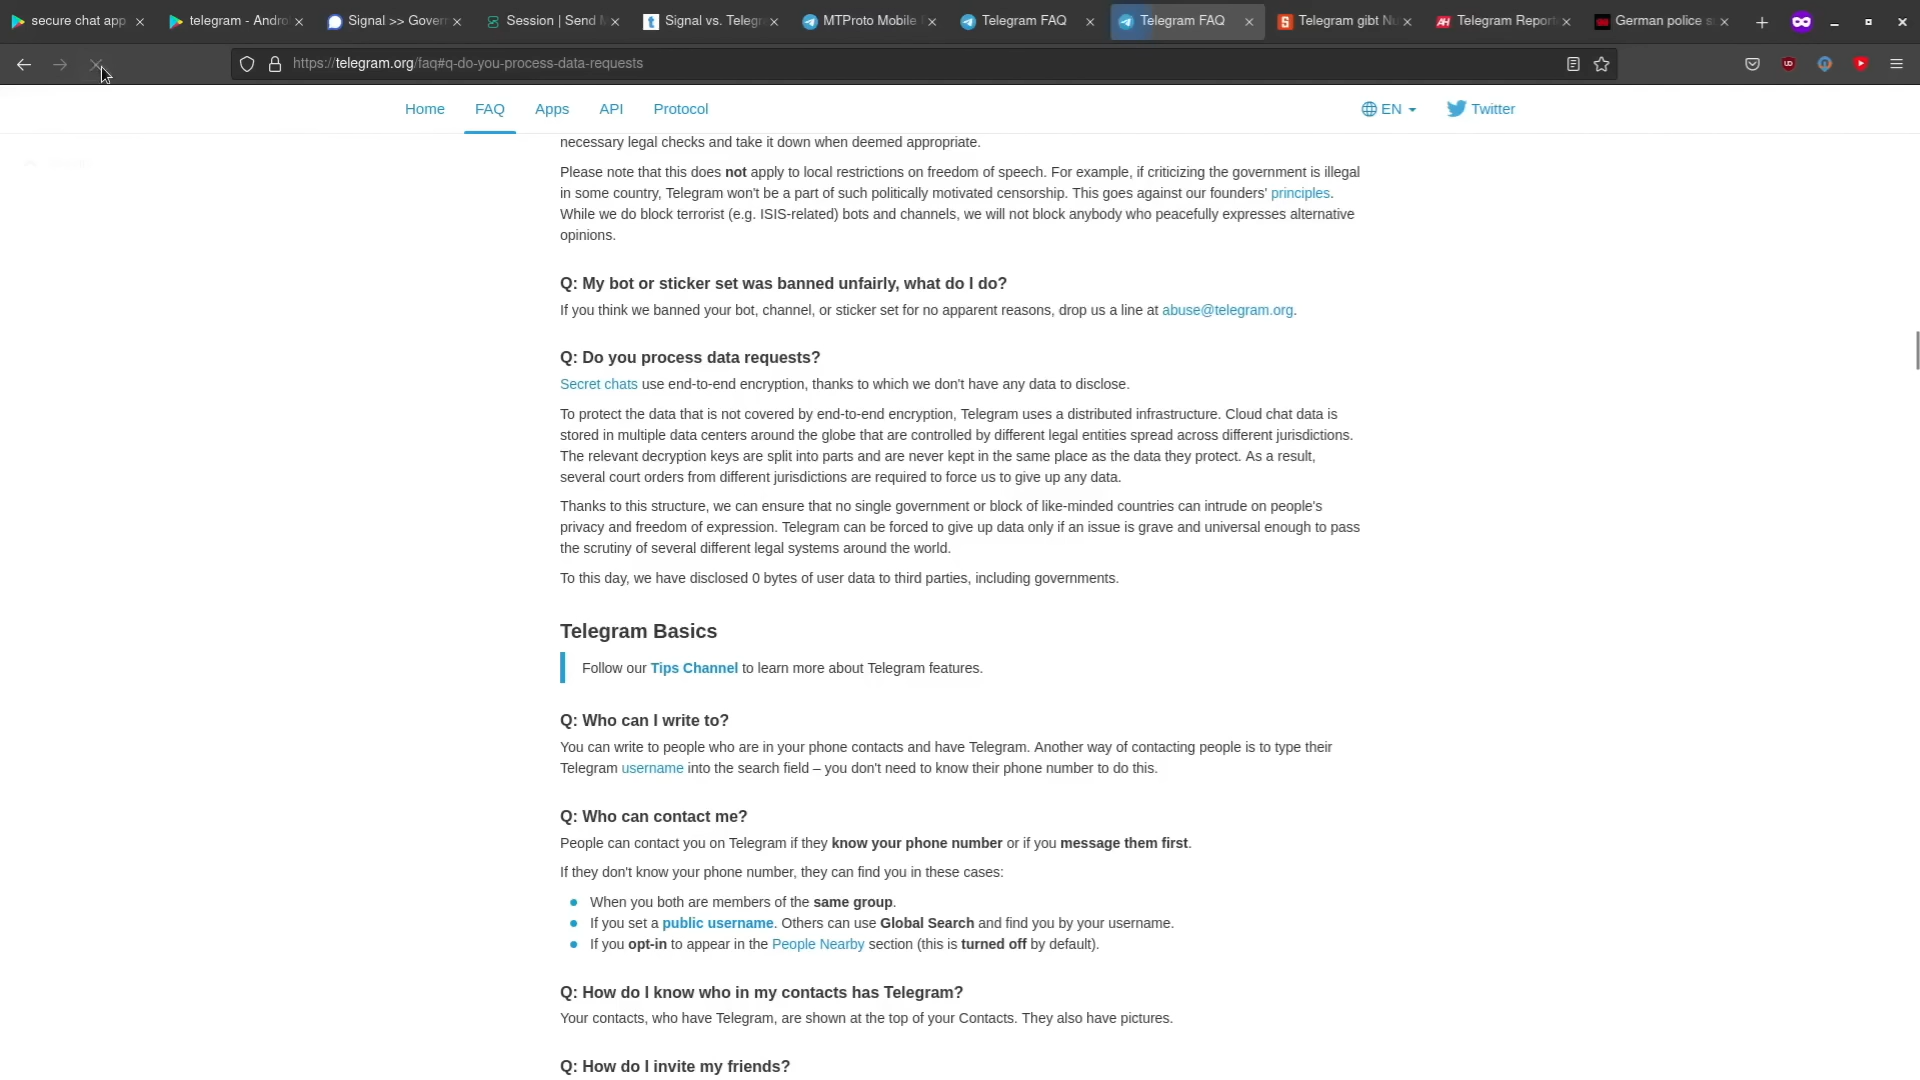 secure chat app
telegram - Andro
Signal >> Govern
Session | Send M
Signal vs. Telegra
MTProto Mobile
Telegram FAQ
Telegram FAQ
Telegram gibt Nu
Telegram Report
German police s
https://telegram.org/faq#q-do-you-process-data-requests
Home
FAQ
Apps
API
Protocol
EN
Twitter
necessary legal checks and take it down when deemed appropriate.
Please note that this does not apply to local restrictions on freedom of speech. For example, if criticizing the government is illegal
in some country, Telegram won't be a part of such politically motivated censorship. This goes against our founders' principles.
While we do block terrorist (e.g. ISIS-related) bots and channels, we will not block anybody who peacefully expresses alternative
opinions.
Q: My bot or sticker set was banned unfairly, what do I do?
If you think we banned your bot, channel, or sticker set for no apparent reasons, drop us a line at abuse@telegram.org.
Q: Do you process data requests?
Secret chats use end-to-end encryption, thanks to which we don't have any data to disclose.
To protect the data that is not covered by end-to-end encryption, Telegram uses a distributed infrastructure. Cloud chat data is
stored in multiple data centers around the globe that are controlled by different legal entities spread across different jurisdictions.
The relevant decryption keys are split into parts and are never kept in the same place as the data they protect. As a result,
several court orders from different jurisdictions are required to force us to give up any data.
Thanks to this structure, we can ensure that no single government or block of like-minded countries can intrude on people's
privacy and freedom of expression. Telegram can be forced to give up data only if an issue is grave and universal enough to pass
the scrutiny of several different legal systems around the world.
To this day, we have disclosed 0 bytes of user data to third parties, including governments.
Telegram Basics
Follow our Tips Channel to learn more about Telegram features.
Q: Who can I write to?
You can write to people who are in your phone contacts and have Telegram. Another way of contacting people is to type their
Telegram username into the search field – you don't need to know their phone number to do this.
Q: Who can contact me?
People can contact you on Telegram if they know your phone number or if you message them first.
If they don't know your phone number, they can find you in these cases:
When you both are members of the same group.
If you set a public username. Others can use Global Search and find you by your username.
If you opt-in to appear in the People Nearby section (this is turned off by default).
Q: How do I know who in my contacts has Telegram?
Your contacts, who have Telegram, are shown at the top of your Contacts. They also have pictures.
Q: How do I invite my friends?